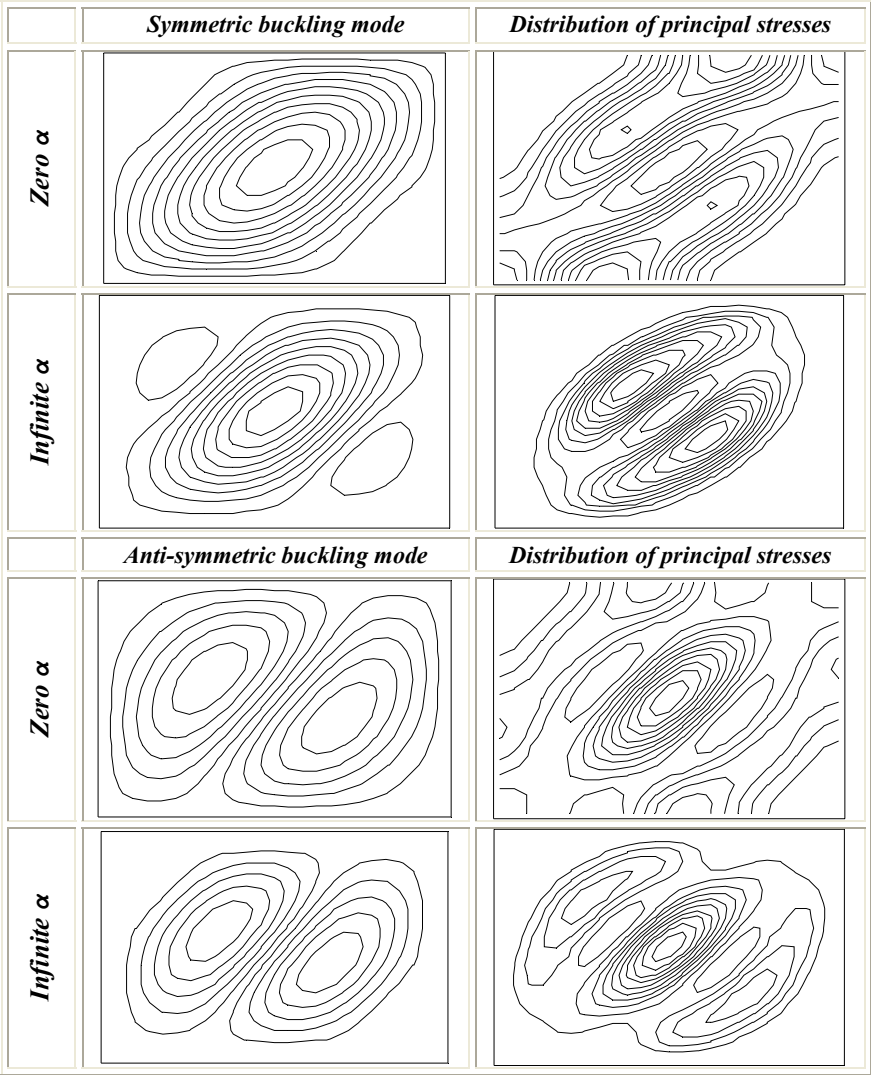 Symmetric buckling mode
Distribution of principal stresses
Zero α
Infinite α
Anti-symmetric buckling mode
Distribution of principal stresses
Zero α
Infinite α